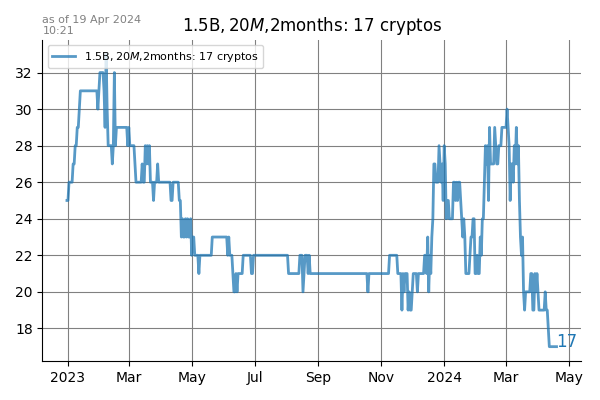 as of 19 Apr 2024
10:21
1.5B, 20M,2months: 17 cryptos
1.5B, 20M,2months: 17 cryptos
32
30
28
26
24
22
20
18
17
2023 Mar May Jul Sep Nov 2024 Mar May